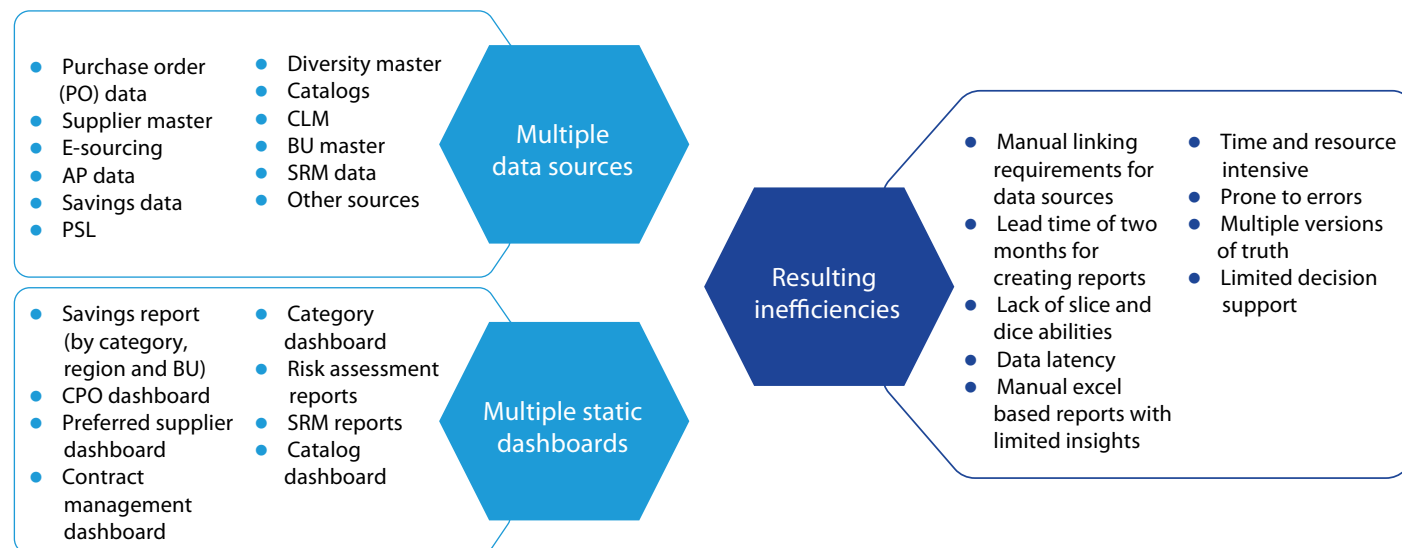 Purchase order
(PO) data
Supplier master
E-sourcing
AP data
Savings data
PSL
Diversity master
Catalogs
CLM
BU master
SRM data
Other sources
Multiple
data sources
Savings report
(by category,
region and BU)
CPO dashboard
Preferred supplier
dashboard
Contract
management
dashboard
Category
dashboard
Risk assessment
reports
SRM reports
Catalog
dashboard
Multiple static
dashboards
Resulting
inefficiencies
Manual linking
requirements for
data sources
Lead time of two
months for
creating reports
Lack of slice and
dice abilities
Data latency
Manual excel
based reports with
limited insights
Time and resource
intensive
Prone to errors
Multiple versions
of truth
Limited decision
support